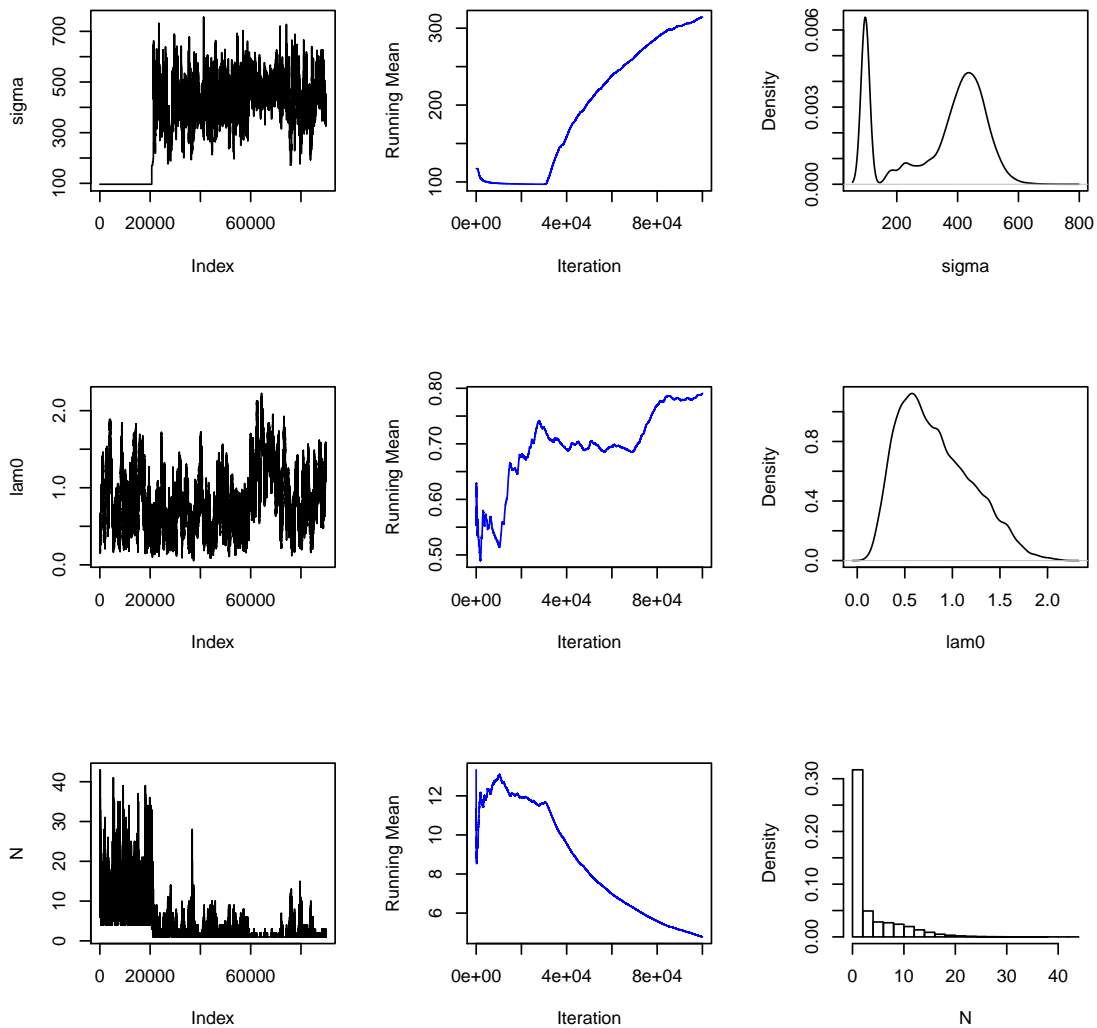 sigma
100
300
500
700
0
20000
60000
Index
Running Mean
100
200
300
0e+00
4e+04
8e+04
Iteration
Density
0.000
0.003
0.006
200
400
600
800
sigma
lam0
0.0
1.0
2.0
0
20000
60000
Index
Running Mean
0.50
0.60
0.70
0.80
0e+00
4e+04
8e+04
Iteration
Density
0.0
0.4
0.8
0.0
0.5
1.0
1.5
2.0
lam0
N
0
10
20
30
40
0
20000
60000
Index
Running Mean
6
8
10
12
0e+00
4e+04
8e+04
Iteration
Density
0.00
0.10
0.20
0.30
0
10
20
30
40
N